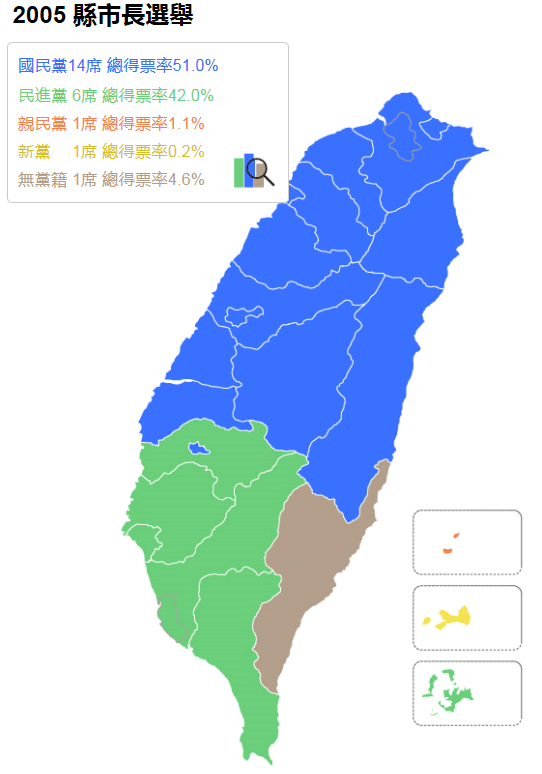 2005 縣市長選舉
國民黨14席 總得票率51.0%
民進黨 6席 總得票率42.0%
親民黨 1席 總得票率1.1%
新黨 1席 總得票率0.2%
無黨籍 1席 總得票率4.6%